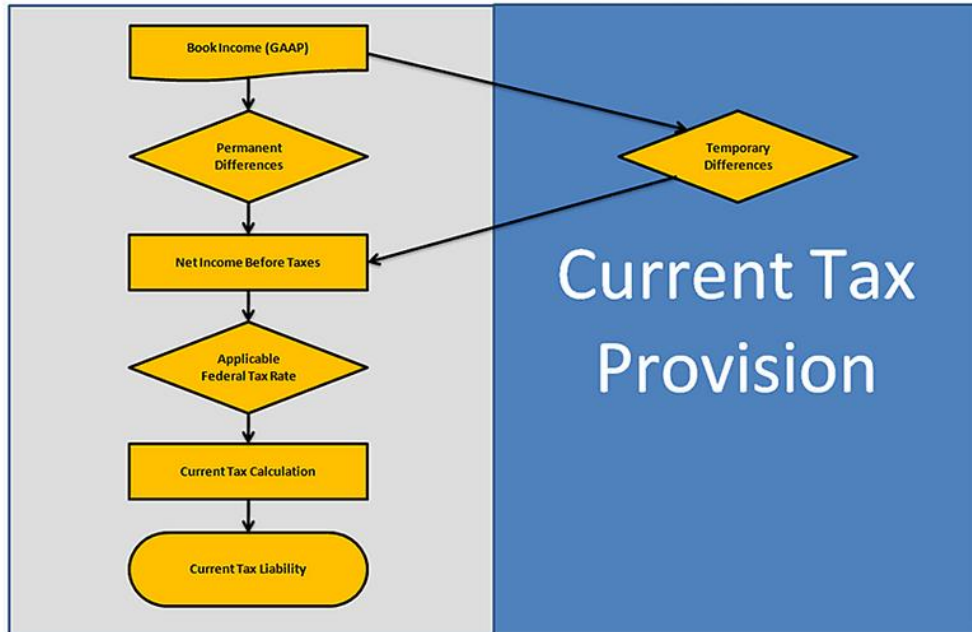 Book Income (GAAP)
Permanent
Differences
Temporary
Differences
Net Income Before Taxes
Current Tax
Provision
Applicable
Federal Tax Rate
Current Tax Calculation
Current Tax Liability